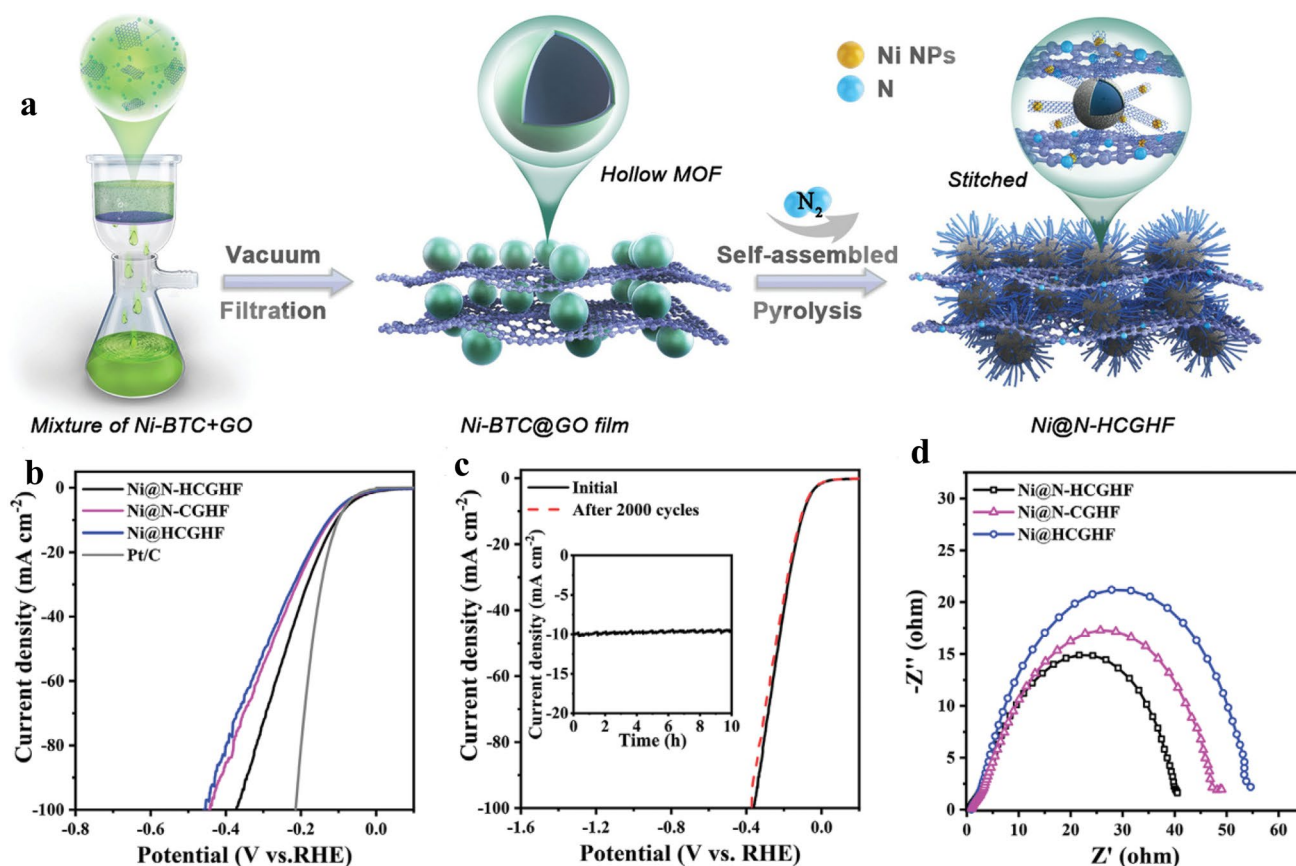 a
Ni NPs
N
Hollow MOF
Stitched
N₂
Vacuum
Filtration
Self-assembled
Pyrolysis
Mixture of Ni-BTC+GO
Ni-BTC@GO film
Ni@N-HCGHF
b
Ni@N-HCGHF
Ni@N-CGHF
Ni@HCGHF
Pt/C
0
-20
-40
-60
-80
-100
-0.8
-0.6
-0.4
-0.2
0.0
Current density (mA cm⁻²)
Potential (V vs.RHE)
c
Initial
After 2000 cycles
0
-20
-40
-60
-80
-100
-1.6
-1.2
-0.8
-0.4
0.0
Current density (mA cm⁻²)
Potential (V vs. RHE)
0
-5
-10
-15
-20
0
2
4
6
8
10
Current density (mA cm⁻²)
Time (h)
d
Ni@N-HCGHF
Ni@N-CGHF
Ni@HCGHF
30
25
20
15
10
5
0
0
10
20
30
40
50
60
-Z'' (ohm)
Z' (ohm)